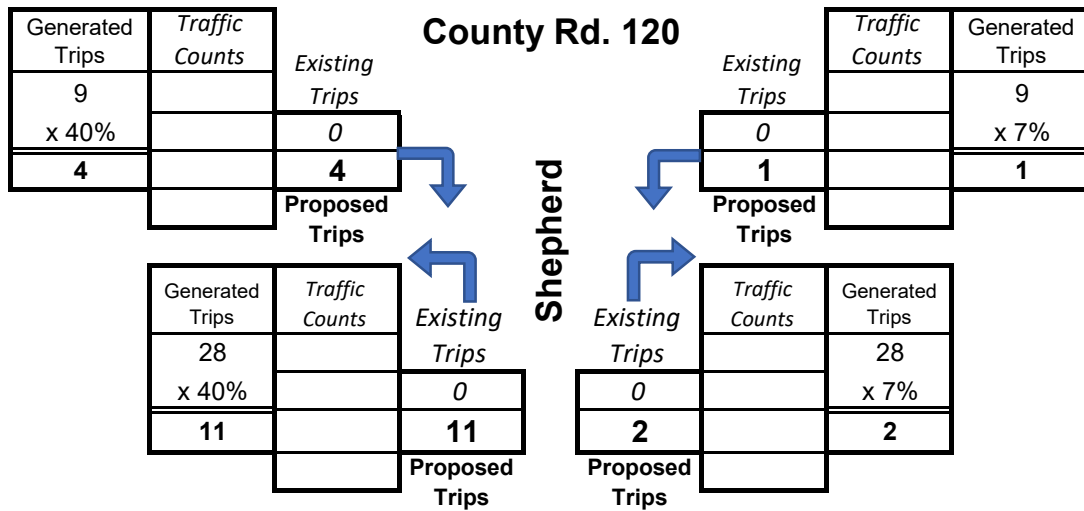 County Rd. 120
Generated
Trips
9
x 40%
4
Traffic
Counts
Existing
Trips
0
4
Proposed
Trips
Existing
Trips
0
1
Proposed
Trips
Traffic
Counts
Generated
Trips
9
x 7%
1
Shepherd
Generated
Trips
28
x 40%
11
Traffic
Counts
Existing
Trips
0
11
Proposed
Trips
Existing
Trips
0
2
Proposed
Trips
Traffic
Counts
Generated
Trips
28
x 7%
2